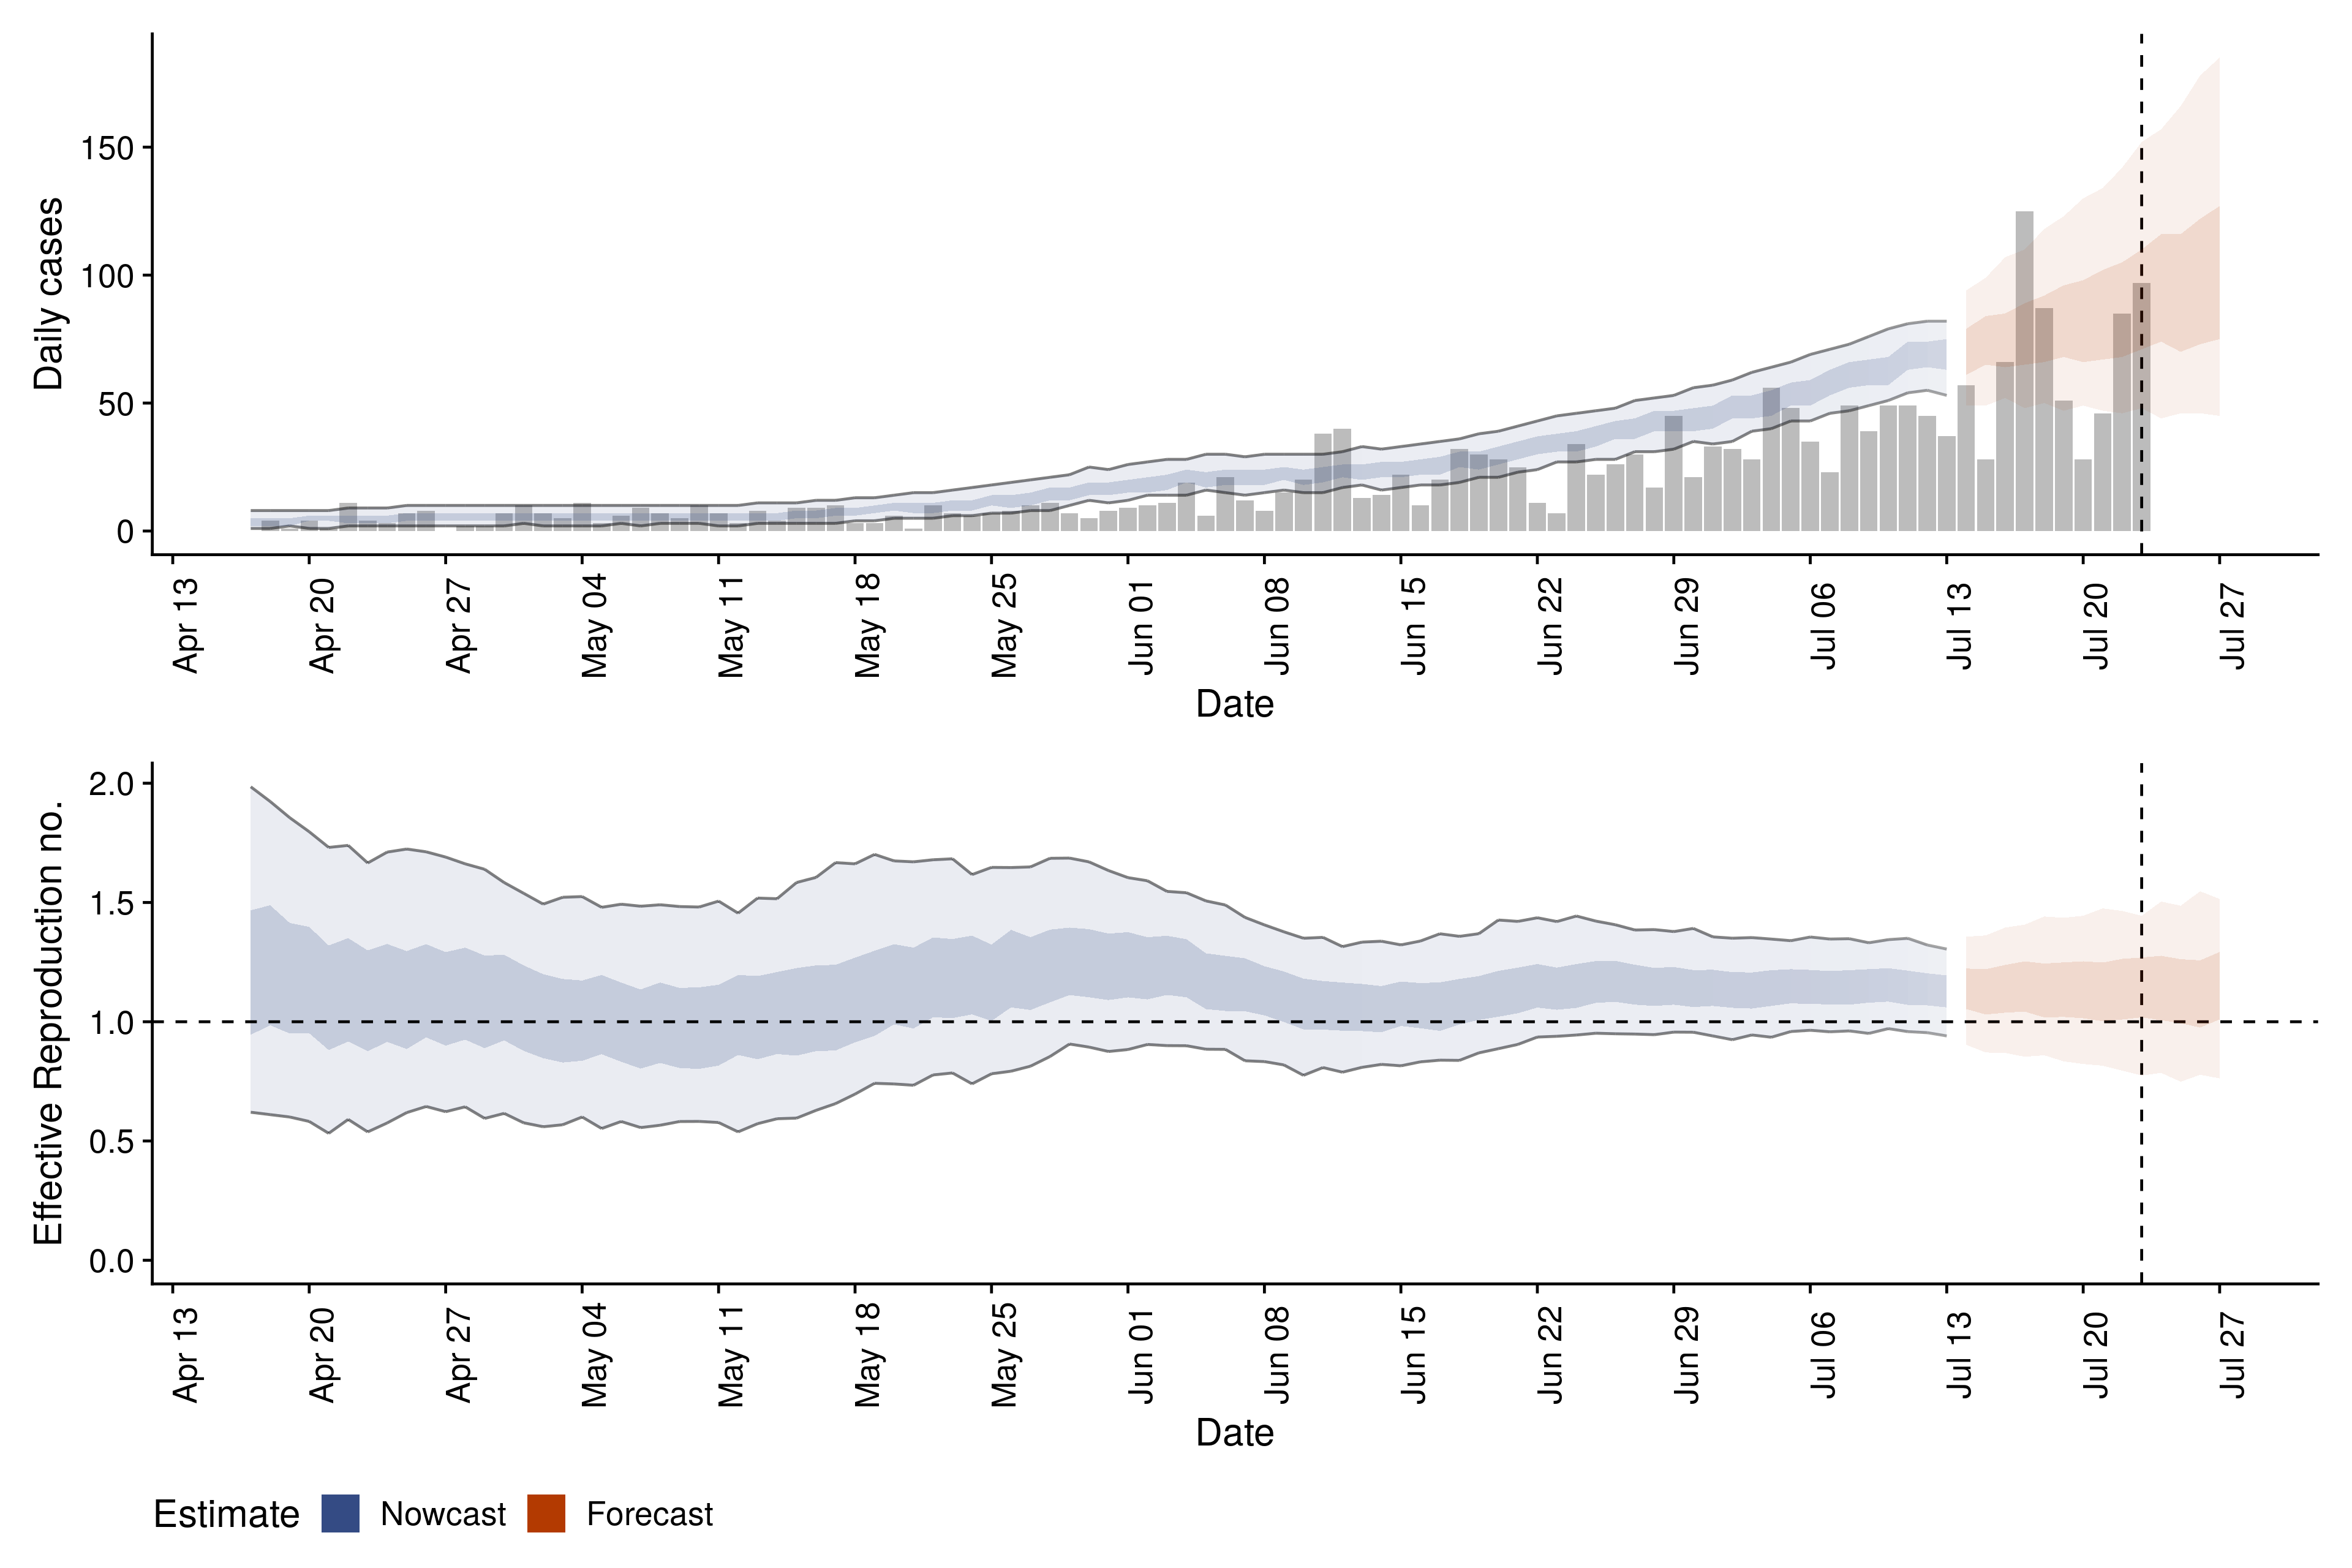 Daily cases
150
100
50
0
Apr 13
Apr 20
Apr 27
May 04
May 11
May 18
May 25
Jun 01
Jun 08
Jun 15
Jun 22
Jun 29
Jul 06
Jul 13
Jul 20
Jul 27
Date
Effective Reproduction no.
2.0
1.5
1.0
0.5
0.0
Apr 13
Apr 20
Apr 27
May 04
May 11
May 18
May 25
Jun 01
Jun 08
Jun 15
Jun 22
Jun 29
Jul 06
Jul 13
Jul 20
Jul 27
Date
Estimate Nowcast Forecast